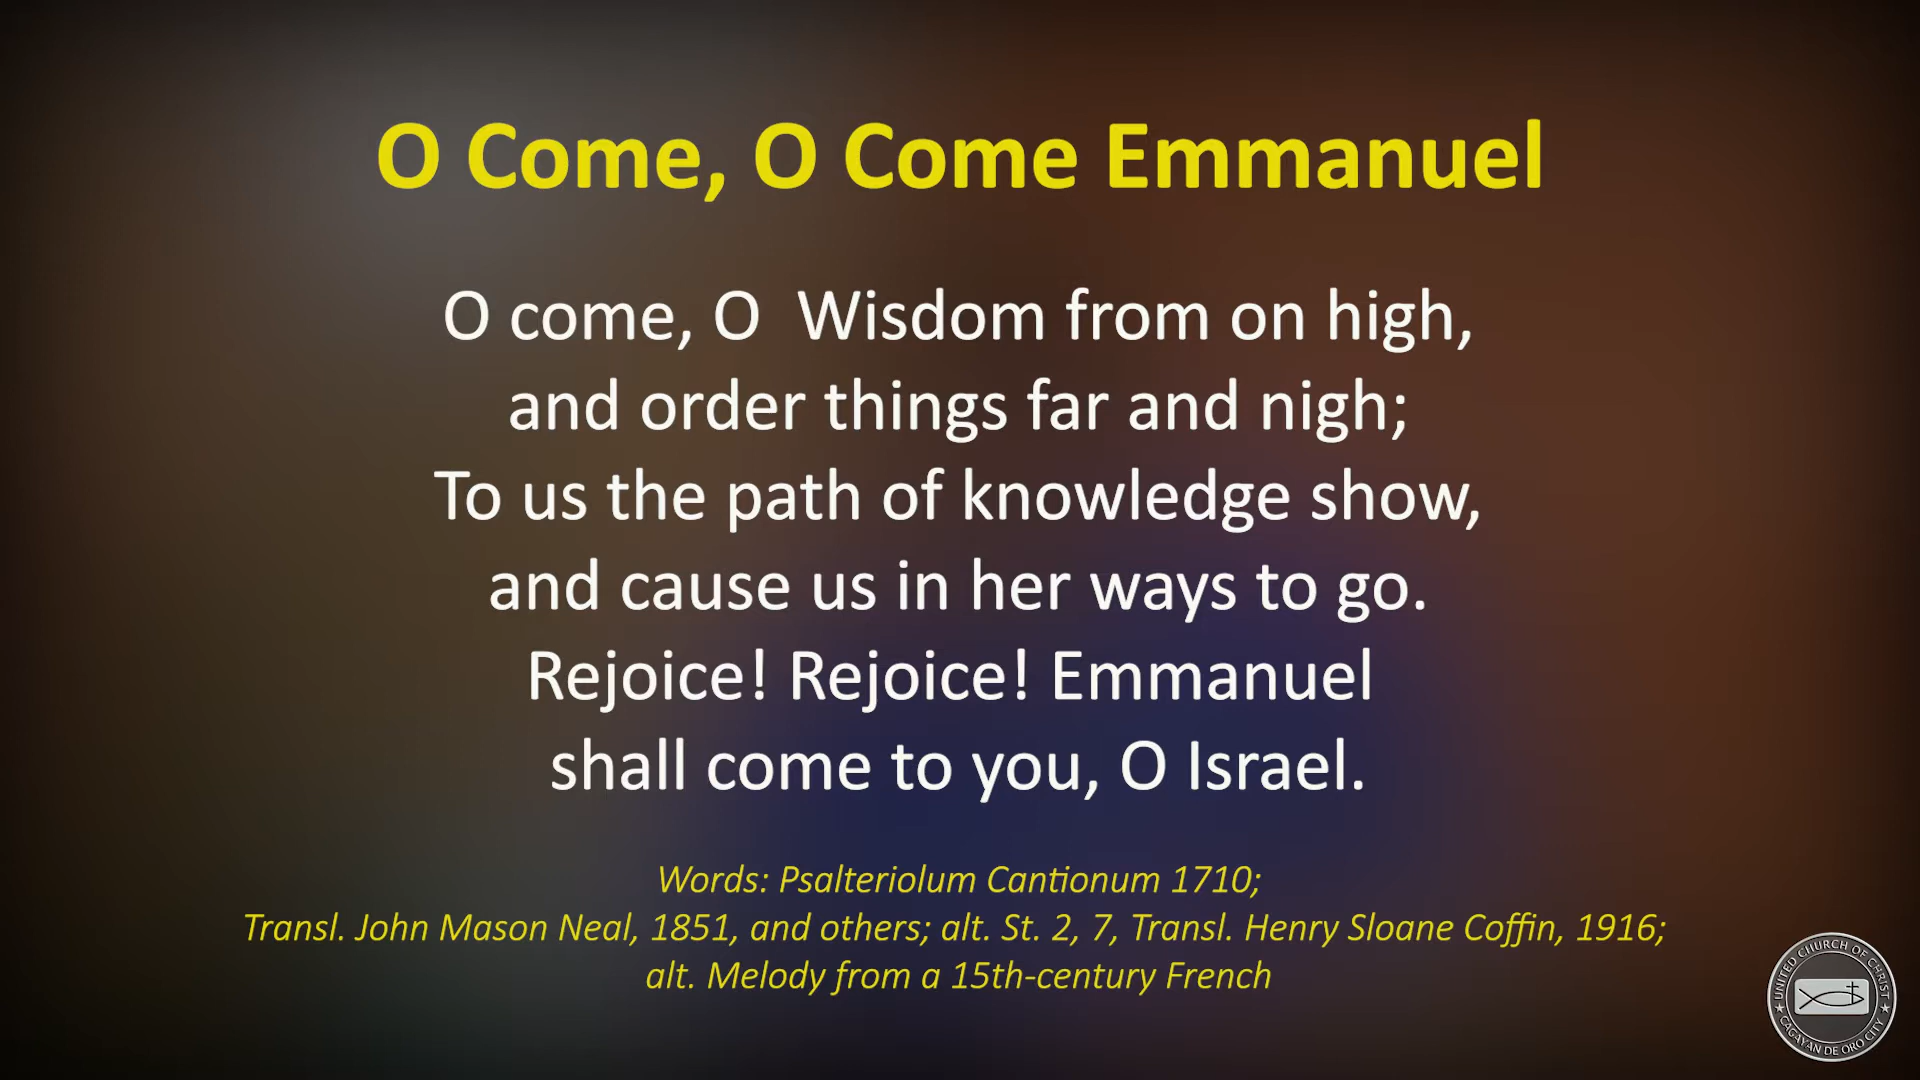 O Come, O Come Emmanuel
O come, O  Wisdom from on high,
and order things far and nigh;
To us the path of knowledge show,
and cause us in her ways to go.
Rejoice! Rejoice! Emmanuel
shall come to you, O Israel.
Words: Psalteriolum Cantionum 1710;
Transl. John Mason Neal, 1851, and others; alt. St. 2, 7, Transl. Henry Sloane Coffin, 1916;
alt. Melody from a 15th-century French
UNITED CHURCH OF CHRIST
CAGAYAN DE ORO CITY